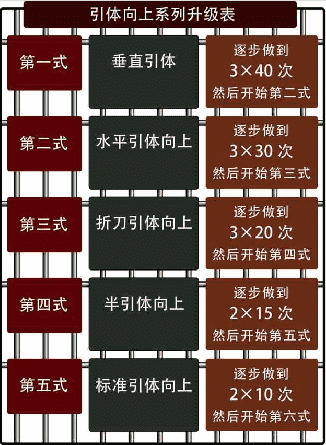 引体向上系列升级表
第一式
垂直引体
逐步做到
3×40 次
然后开始第二式
第二式
水平引体向上
逐步做到
3×30 次
然后开始第三式
第三式
折刀引体向上
逐步做到
3×20 次
然后开始第四式
第四式
半引体向上
逐步做到
2×15 次
然后开始第五式
第五式
标准引体向上
逐步做到
2×10 次
然后开始第六式